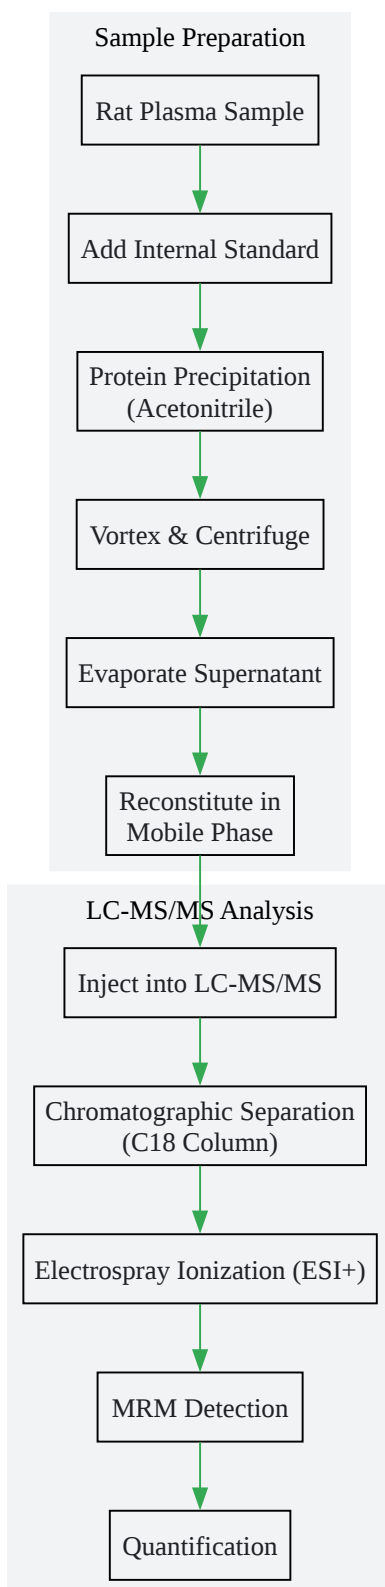 Sample Preparation
Rat Plasma Sample
Add Internal Standard
Protein Precipitation
(Acetonitrile)
Vortex & Centrifuge
Evaporate Supernatant
Reconstitute in
Mobile Phase
LC-MS/MS Analysis
Inject into LC-MS/MS
Chromatographic Separation
(C18 Column)
Electrospray Ionization (ESI+)
MRM Detection
Quantification